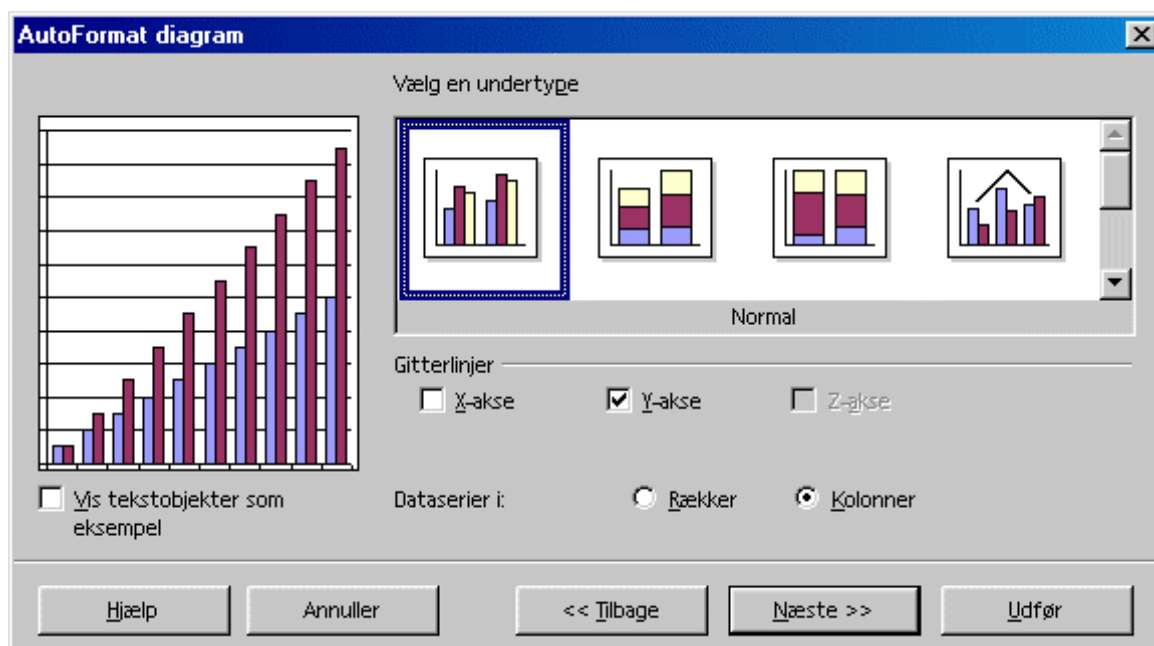 AutoFormat diagram
Vælg en undertype
Normal
Gitterlinjer
X-akse
Y-akse
Z-akse
Vis tekstobjekter som
eksempel
Dataserier i:
Rækker
Kolonner
Hjælp
Annuller
<< Tilbage
Næste >>
Udfør